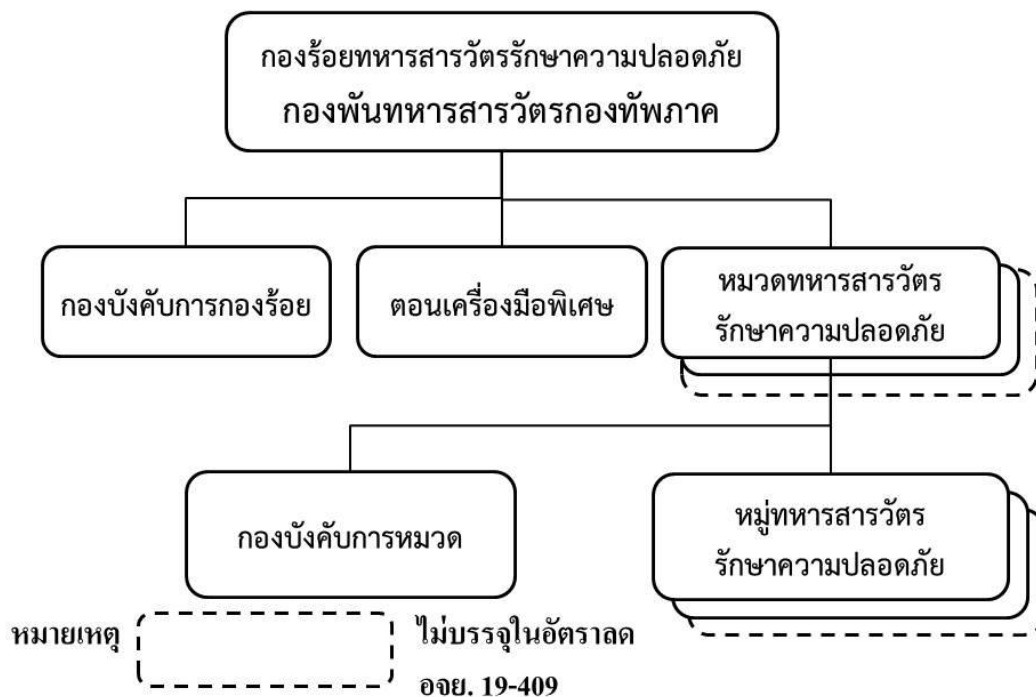 กองร้อยทหารสารวัตรรักษาความปลอดภัย
กองพันทหารสารวัตรกองทัพภาค
กองบังคับการกองร้อย
ตอนเครื่องมือพิเศษ
หมวดทหารสารวัตร
รักษาความปลอดภัย
กองบังคับการหมวด
หมู่ทหารสารวัตร
รักษาความปลอดภัย
หมายเหตุ ไม่บรรจุในอัตราลด
อจย. 19-409